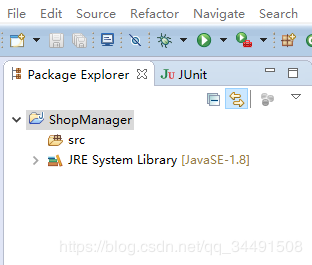 File Edit Source Refactor Navigate Search
Package Explorer JUnit
ShopManager
src
JRE System Library [JavaSE-1.8]
https://blog.csdn.net/qq_34491508